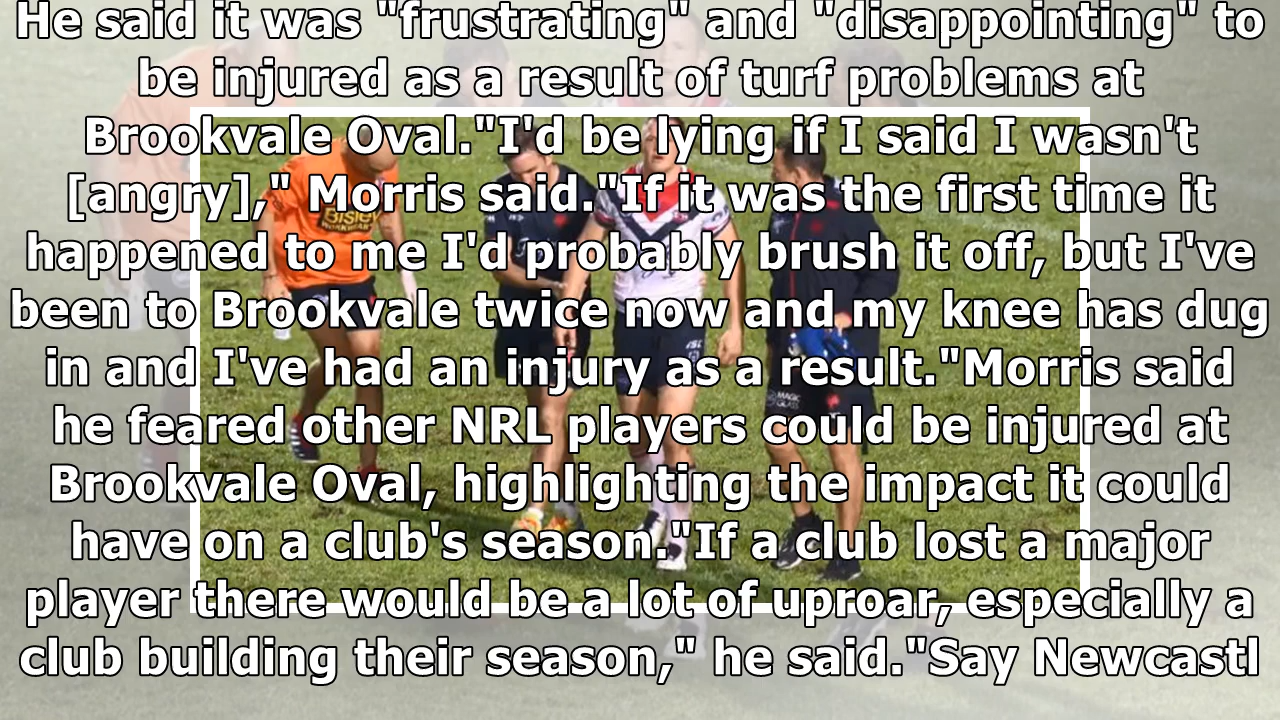 He said it was "frustrating" and "disappointing" to
be injured as a result of turf problems at
Brookvale Oval."I'd be lying if I said I wasn't
[angry]," Morris said."If it was the first time it
happened to me I'd probably brush it off, but I've
been to Brookvale twice now and my knee has dug
in and I've had an injury as a result."Morris said
he feared other NRL players could be injured at
Brookvale Oval, highlighting the impact it could
have on a club's season."If a club lost a major
player there would be a lot of uproar, especially a
club building their season," he said."Say Newcastl
Bisley
WORKWEAR
ISC
MAGIC
GLASS